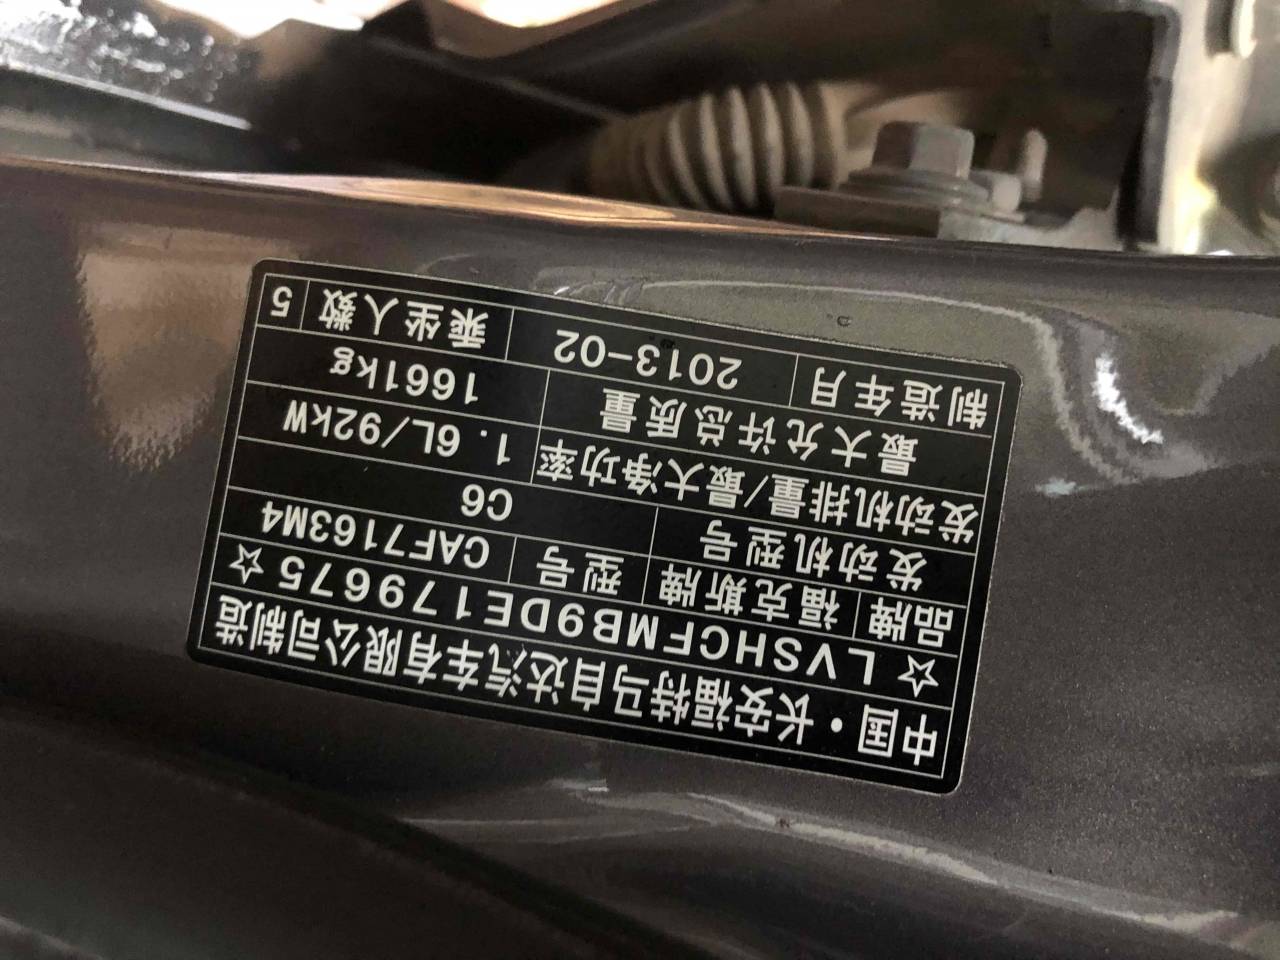 中国·长安福特马自达汽车有限公司制造
☆LVSHCFMB9DE179675☆
品牌 福克斯牌 型号 CAF7163M4
发动机型号 C6
发动机排量/最大净功率 1.6L/92kW
最大允许总质量 1661kg
制造年月 2013-02 乘坐人数 5